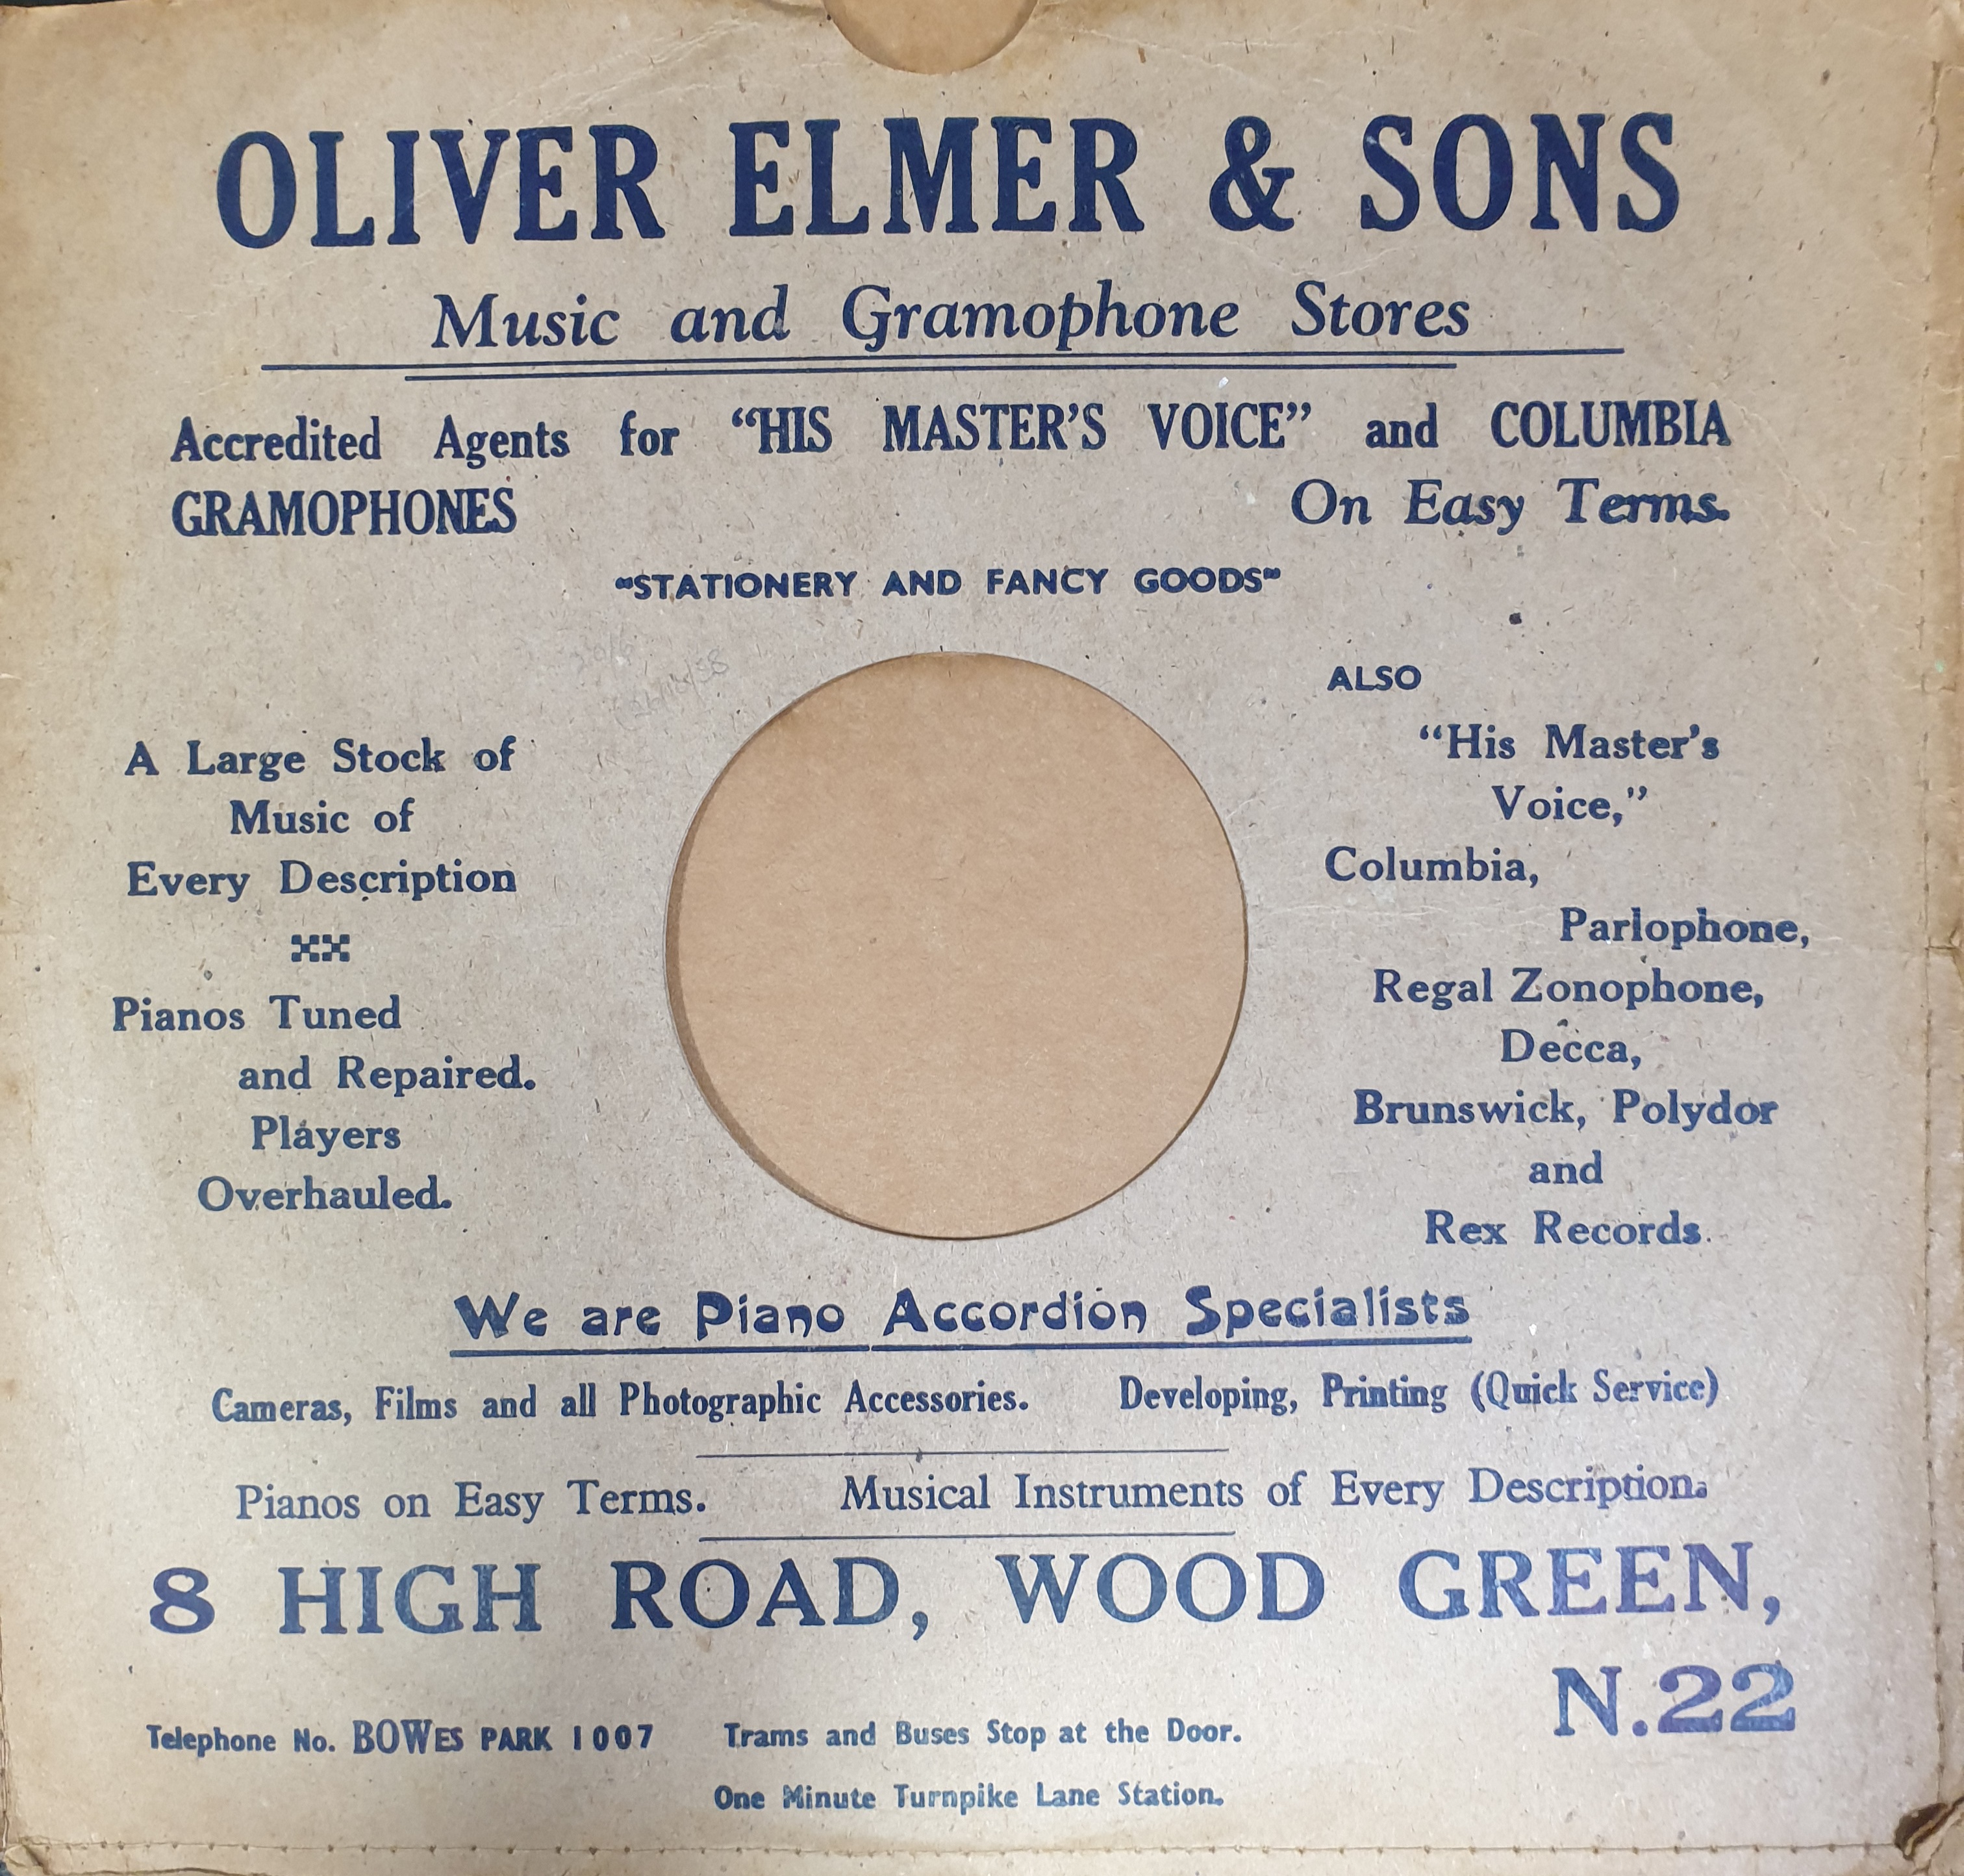 OLIVER ELMER & SONS
Music and Gramophone Stores
Accredited Agents for “HIS MASTER’S VOICE” and COLUMBIA
GRAMOPHONES On Easy Terms.
“STATIONERY AND FANCY GOODS”
A Large Stock of
Music of
Every Description
Pianos Tuned
and Repaired.
Players
Overhauled.
ALSO
“His Master’s
Voice,”
Columbia,
Parlophone,
Regal Zonophone,
Decca,
Brunswick, Polydor
and
Rex Records.
We are Piano Accordion Specialists
Cameras, Films and all Photographic Accessories. Developing, Printing (Quick Service)
Pianos on Easy Terms. Musical Instruments of Every Description.
8 HIGH ROAD, WOOD GREEN,
N.22
Telephone No. BOWES PARK 1007 Trams and Buses Stop at the Door.
One Minute Turnpike Lane Station.